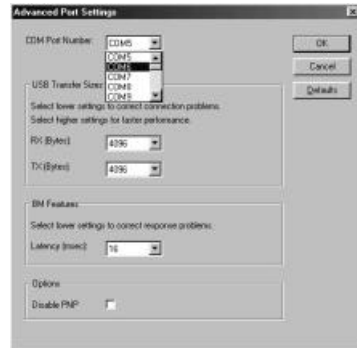 Advanced Port Settings
COM Port Number: COM5
COM5
COM6
COM7
COM8
COM9
OK
Cancel
Defaults
USB Transfer Sizes
Select lower settings to correct connection problems.
Select higher settings for faster performance.
RX (Bytes): 4096
TX (Bytes): 4096
BM Features
Select lower settings to correct response problems.
Latency (msec): 16
Options
Disable PNP